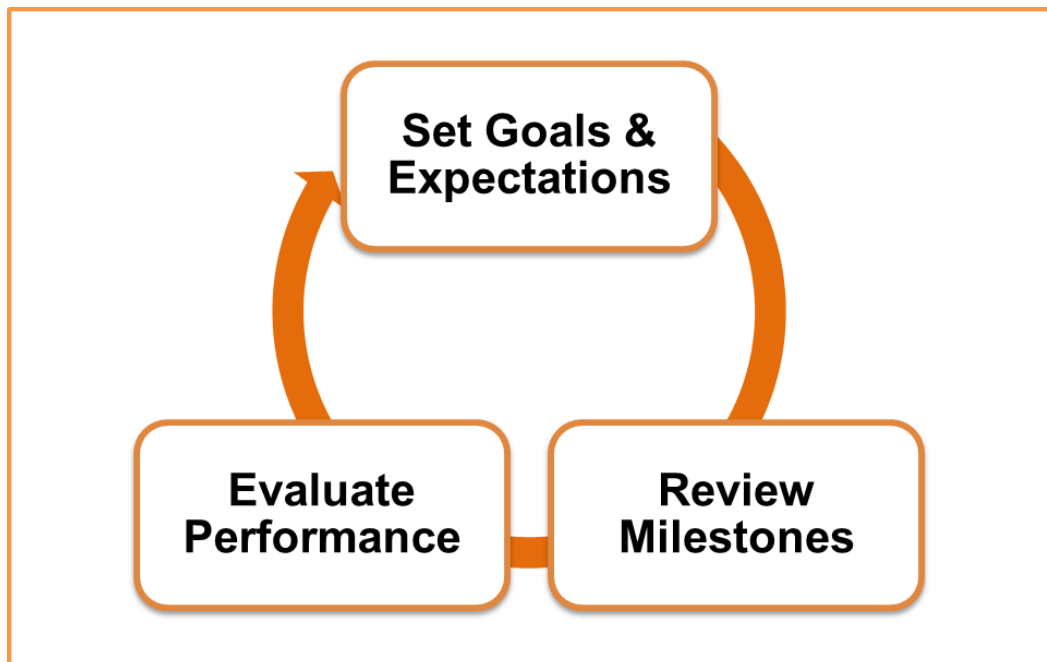 Set Goals &
Expectations
Evaluate
Performance
Review
Milestones